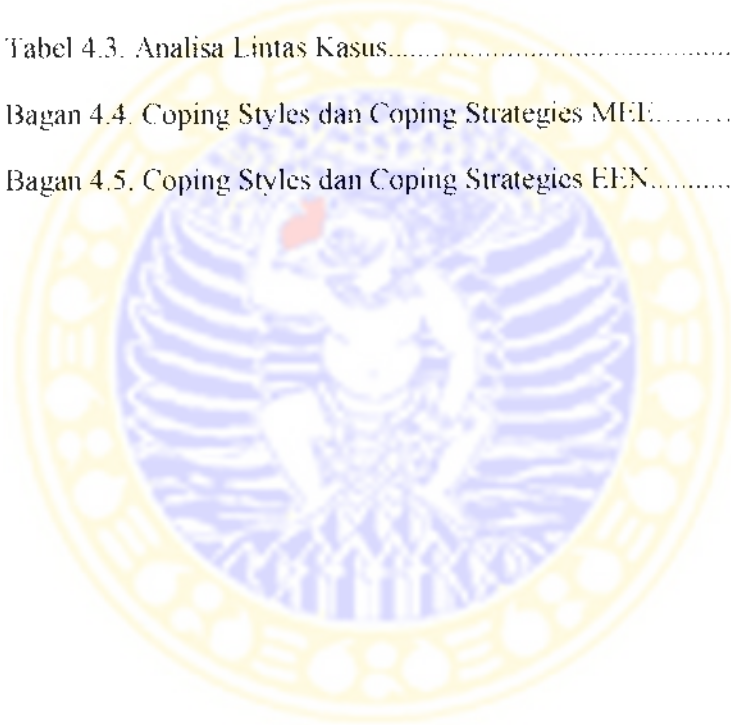 Tabel 4.3. Analisa Lintas Kasus............................................
Bagan 4.4. Coping Styles dan Coping Strategies MEE........
Bagan 4.5. Coping Styles dan Coping Strategies EEN...........